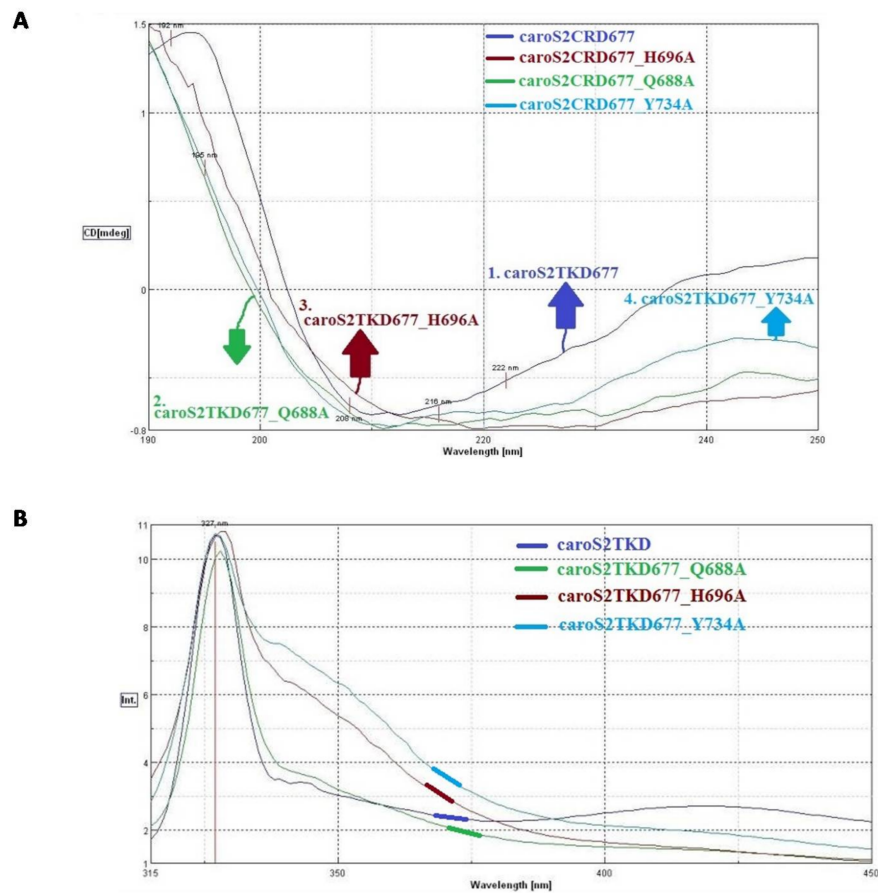 A
1.5
192 nm
caroS2CRD677
caroS2CRD677_H696A
caroS2CRD677_Q688A
caroS2CRD677_Y734A
1
195 nm
CD[mdeg]
0
1. caroS2TKD677
4. caroS2TKD677_Y734A
3.
caroS2TKD677_H696A
222 nm
2.
caroS2TKD677_Q688A
208 nm
216 nm
-0.8
190
200
220
240
250
Wavelength [nm]
B
11
327 nm
caroS2TKD
caroS2TKD677_Q688A
caroS2TKD677_H696A
caroS2TKD677_Y734A
10
8
Int.
6
4
2
1
315
350
400
450
Wavelength [nm]